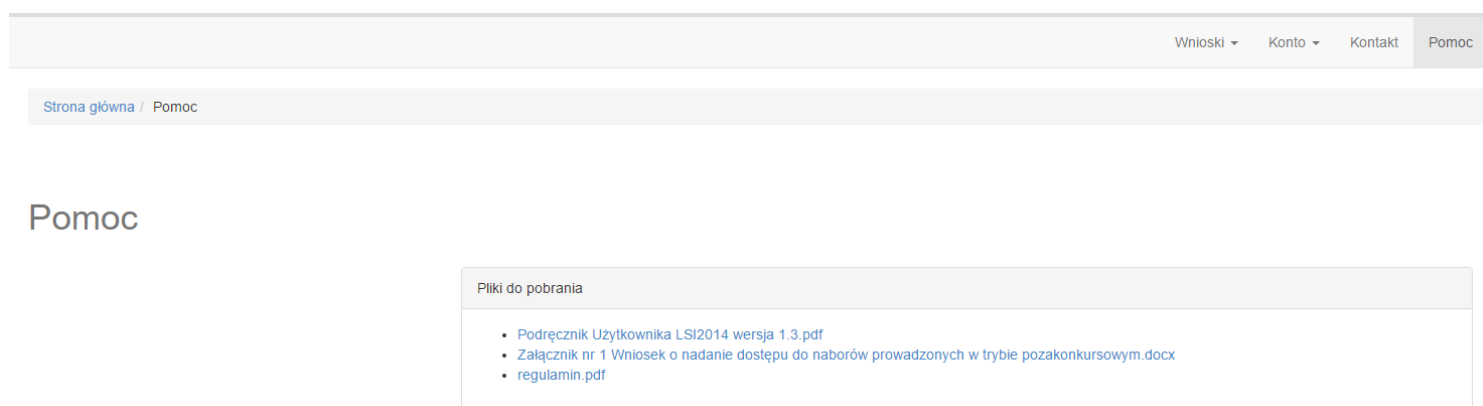 Wnioski Konto Kontakt Pomoc
Strona główna / Pomoc
Pomoc
Pliki do pobrania
Podręcznik Użytkownika LSI2014 wersja 1.3.pdf
Załącznik nr 1 Wniosek o nadanie dostępu do naborów prowadzonych w trybie pozakonkursowym.docx
regulamin.pdf